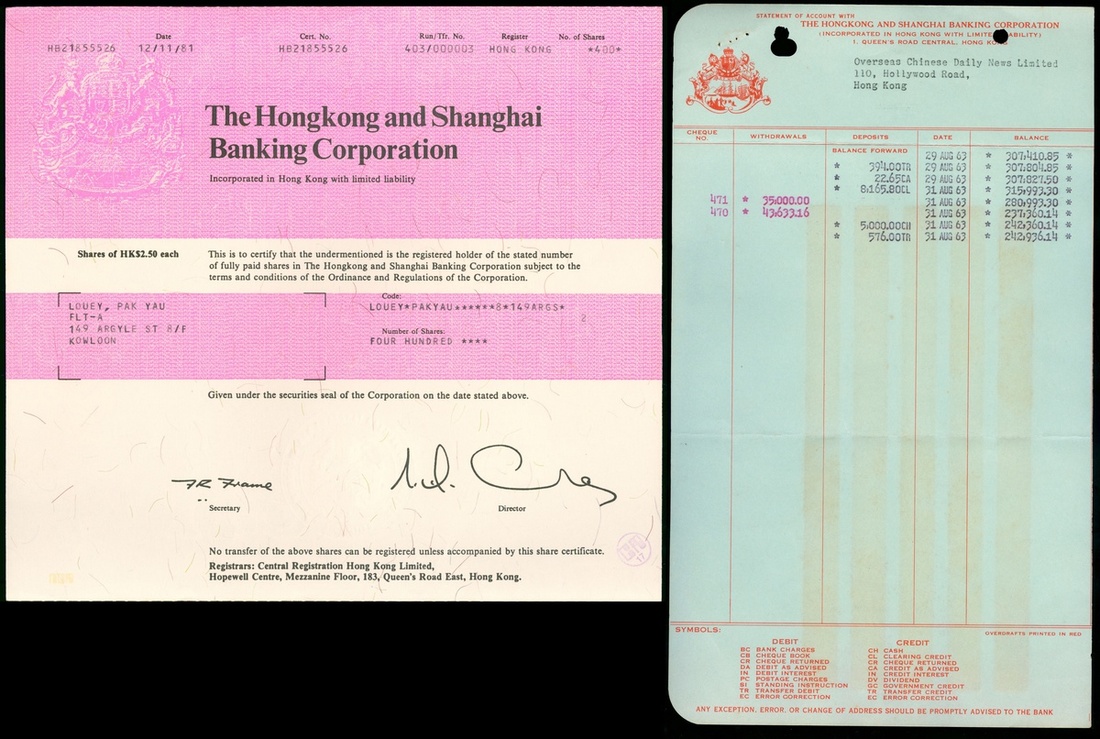 Date Cert. No. Run/Tfr. No. Register No. of Shares
HB21855526 12/11/81 HB21855526 403/000003 HONG KONG *400*
The Hongkong and Shanghai
Banking Corporation
Incorporated in Hong Kong with limited liability
Shares of HK$2.50 each
This is to certify that the undermentioned is the registered holder of the stated number
of fully paid shares in The Hongkong and Shanghai Banking Corporation subject to the
terms and conditions of the Ordinance and Regulations of the Corporation.
LOUEY, PAK YAU
FLT-A
149 ARGYLE ST 8/F
KOWLOON
Code:
LOUEY*PAKYAU******8*149ARGS*
2
Number of Shares:
FOUR HUNDRED ****
Given under the securities seal of the Corporation on the date stated above.
FR Frame
Secretary
Director
No transfer of the above shares can be registered unless accompanied by this share certificate.
Registrars: Central Registration Hong Kong Limited,
Hopewell Centre, Mezzanine Floor, 183, Queen's Road East, Hong Kong.
STATEMENT OF ACCOUNT WITH
THE HONGKONG AND SHANGHAI BANKING CORPORATION
(INCORPORATED IN HONG KONG WITH LIMITED LIABILITY)
1, QUEEN'S ROAD CENTRAL, HONG KONG
Overseas Chinese Daily News Limited
110, Hollywood Road,
Hong Kong
CHEQUE NO. WITHDRAWALS DEPOSITS DATE BALANCE
BALANCE FORWARD 29 AUG 63 * 307,410.85 *
* 394.00TR 29 AUG 63 * 307,804.85 *
* 22.65CA 29 AUG 63 * 307,827.50 *
* 8,165.80CL 31 AUG 63 * 315,993.30 *
471 * 35,000.00 31 AUG 63 * 280,993.30 *
470 * 43,633.16 31 AUG 63 * 237,360.14 *
* 5,000.00CH 31 AUG 63 * 242,360.14 *
* 576.00TR 31 AUG 63 * 242,936.14 *
SYMBOLS:
OVERDRAFTS PRINTED IN RED
DEBIT
BC BANK CHARGES
CB CHEQUE BOOK
CR CHEQUE RETURNED
DA DEBIT AS ADVISED
IN DEBIT INTEREST
PC POSTAGE CHARGES
SI STANDING INSTRUCTION
TR TRANSFER DEBIT
EC ERROR CORRECTION
CREDIT
CH CASH
CL CLEARING CREDIT
CR CHEQUE RETURNED
CA CREDIT AS ADVISED
IN CREDIT INTEREST
DV DIVIDEND
GC GOVERNMENT CREDIT
TR TRANSFER CREDIT
EC ERROR CORRECTION
ANY EXCEPTION, ERROR, OR CHANGE OF ADDRESS SHOULD BE PROMPTLY ADVISED TO THE BANK